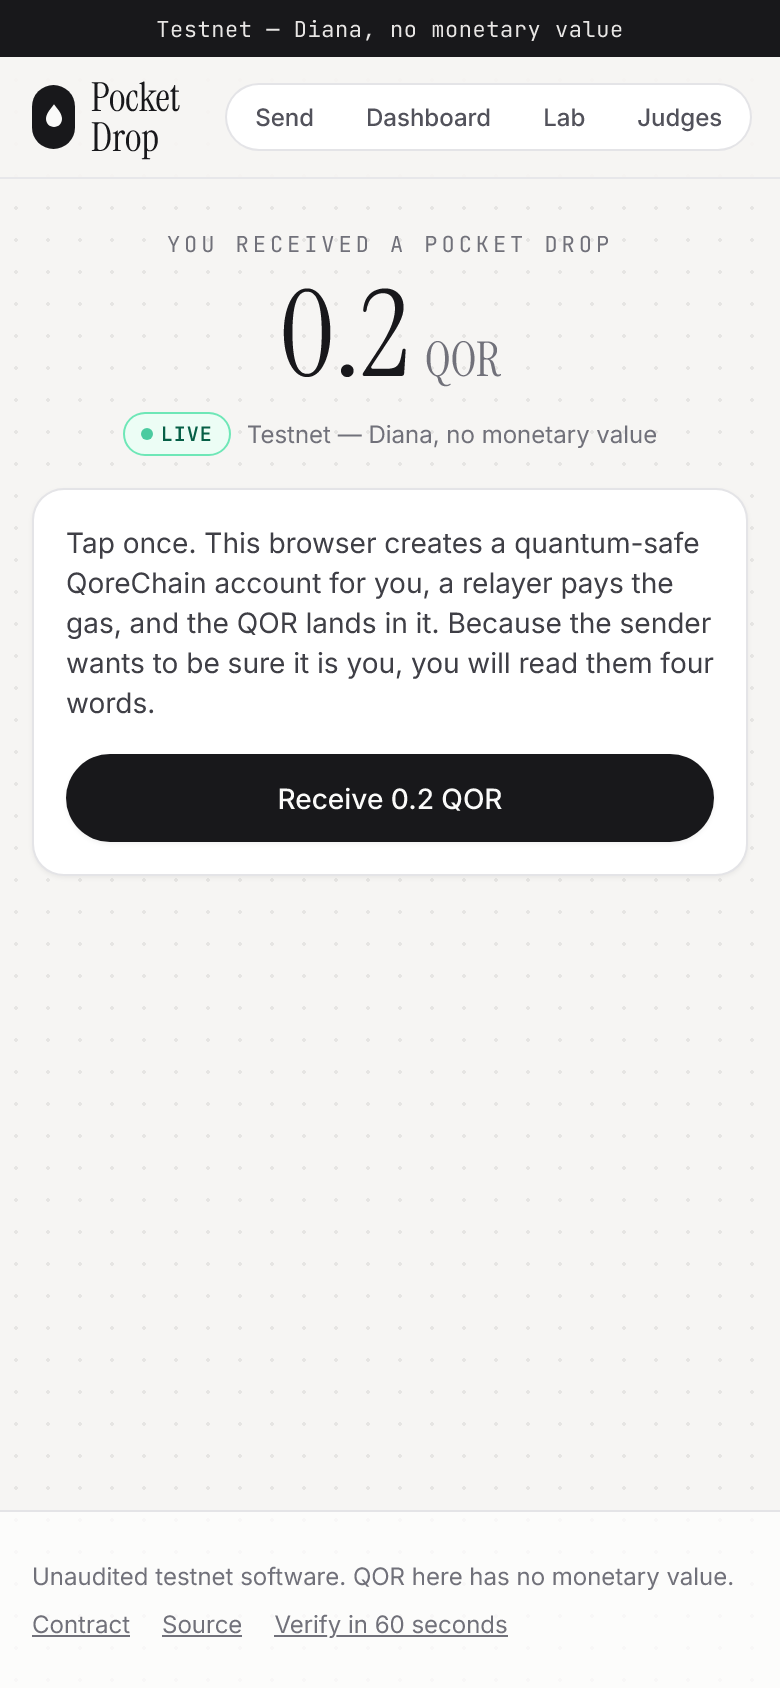 Testnet — Diana, no monetary value
Pocket
Drop
Send Dashboard Lab Judges
YOU RECEIVED A POCKET DROP
0.2 QOR
LIVE Testnet — Diana, no monetary value
Tap once. This browser creates a quantum-safe
QoreChain account for you, a relayer pays the
gas, and the QOR lands in it. Because the sender
wants to be sure it is you, you will read them four
words.
Receive 0.2 QOR
Unaudited testnet software. QOR here has no monetary value.
Contract Source Verify in 60 seconds